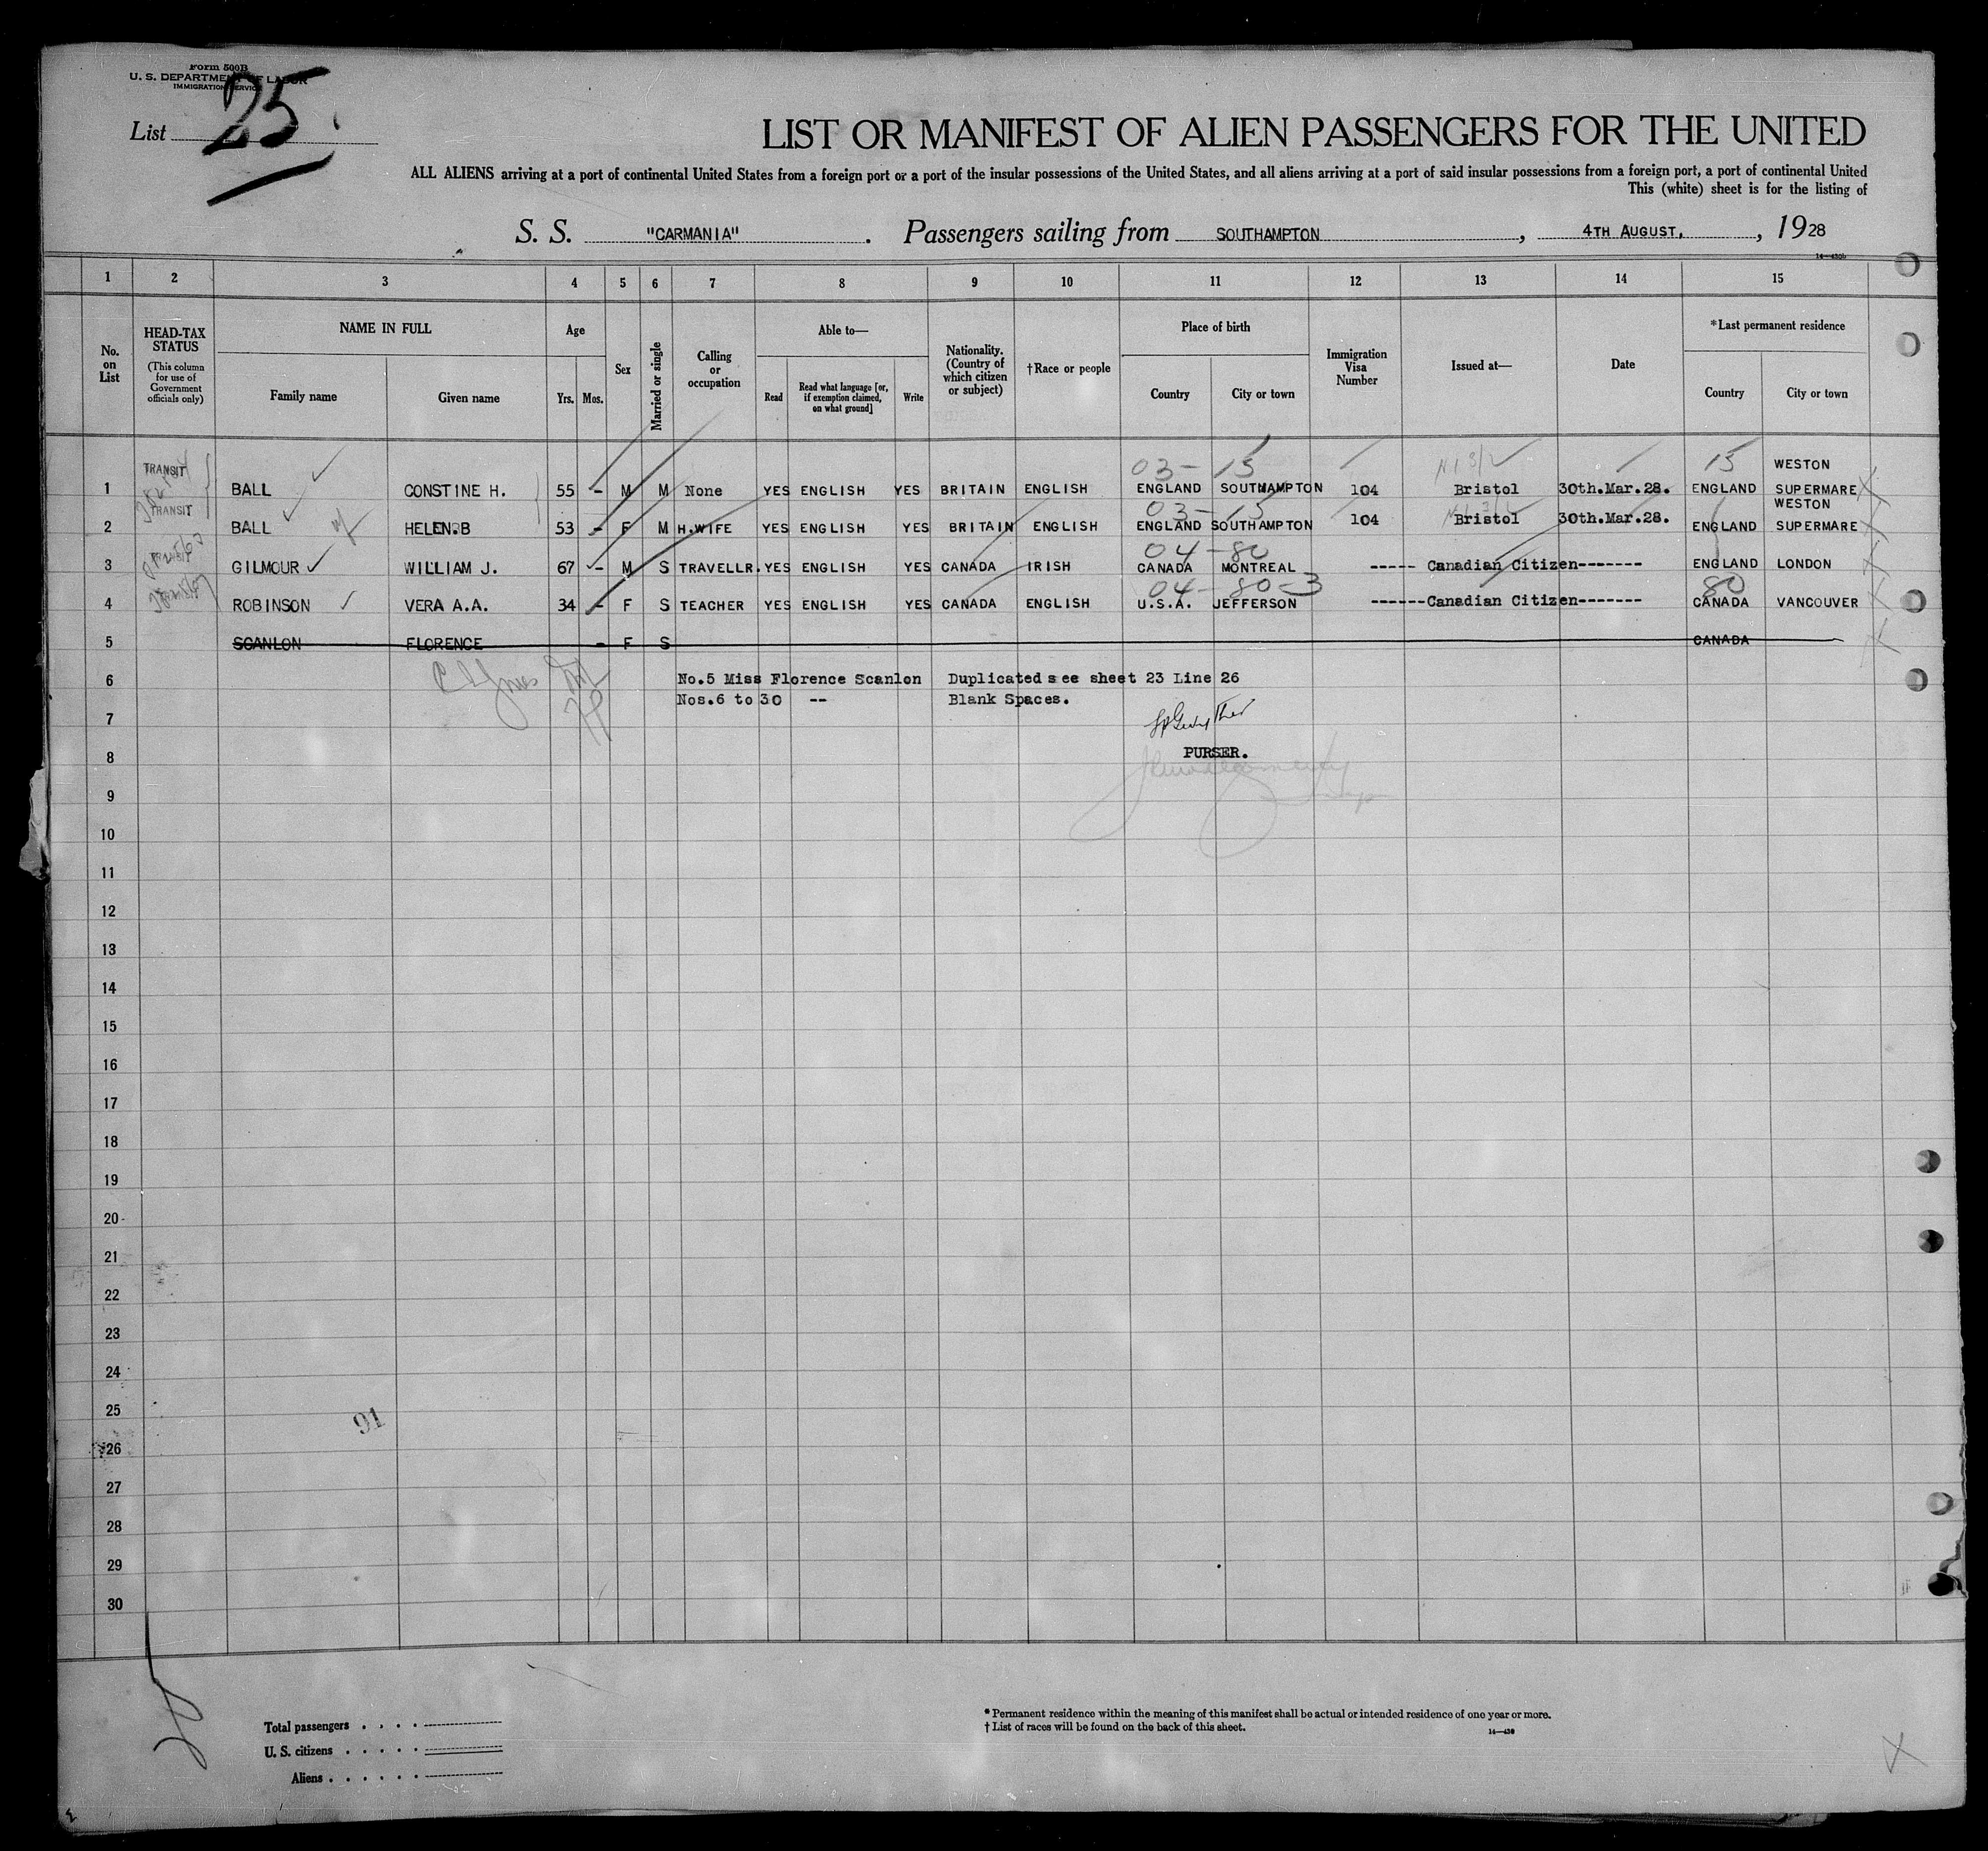 Form 500B
U. S. DEPARTMENT OF LABOR
IMMIGRATION SERVICE
List 25
LIST OR MANIFEST OF ALIEN PASSENGERS FOR THE UNITED
ALL ALIENS arriving at a port of continental United States from a foreign port or a port of the insular possessions of the United States, and all aliens arriving at a port of said insular possessions from a foreign port, a port of continental United
This (white) sheet is for the listing of
S. S. "CARMANIA". Passengers sailing from SOUTHAMPTON, 4TH AUGUST, , 1928
14—430b
1 2 3 4 5 6 7 8 9 10 11 12 13 14 15
No. on List
HEAD-TAX STATUS
(This column for use of Government officials only)
NAME IN FULL
Family name
Given name
Age
Yrs. Mos.
Sex
Married or single
Calling or occupation
Able to—
Read
Read what language [or, if exemption claimed, on what ground]
Write
Nationality. (Country of which citizen or subject)
†Race or people
Place of birth
Country
City or town
Immigration Visa Number
Issued at—
Date
*Last permanent residence
Country
City or town
03 - 15 15
1 TRANSIT BALL CONSTINE H. 55 - M M None YES ENGLISH YES BRITAIN ENGLISH ENGLAND SOUTHAMPTON 104 Bristol 30th.Mar.28. ENGLAND WESTON SUPERMARE
03 - 15
2 TRANSIT BALL HELEN.B 53 - F M H.WIFE YES ENGLISH YES BRITAIN ENGLISH ENGLAND SOUTHAMPTON 104 Bristol 30th.Mar.28. ENGLAND WESTON SUPERMARE
04 - 80
3 GILMOUR WILLIAM J. 67 - M S TRAVELLR. YES ENGLISH YES CANADA IRISH CANADA MONTREAL ----- Canadian Citizen------- ENGLAND LONDON
04 - 80-3 80
4 ROBINSON VERA A.A. 34 - F S TEACHER YES ENGLISH YES CANADA ENGLISH U.S.A. JEFFERSON ------Canadian Citizen------- CANADA VANCOUVER
5 SCANLON FLORENCE - F S CANADA
6 No.5 Miss Florence Scanlon Duplicated see sheet 23 Line 26
Nos.6 to 30 -- Blank Spaces.
7
PURSER.
8
9
10
11
12
13
14
15
16
17
18
19
20
21
22
23
24
25
91
26
27
28
29
30
Total passengers . . . .
U. S. citizens . . . . .
Aliens . . . . . .
* Permanent residence within the meaning of this manifest shall be actual or intended residence of one year or more.
† List of races will be found on the back of this sheet.
14—430